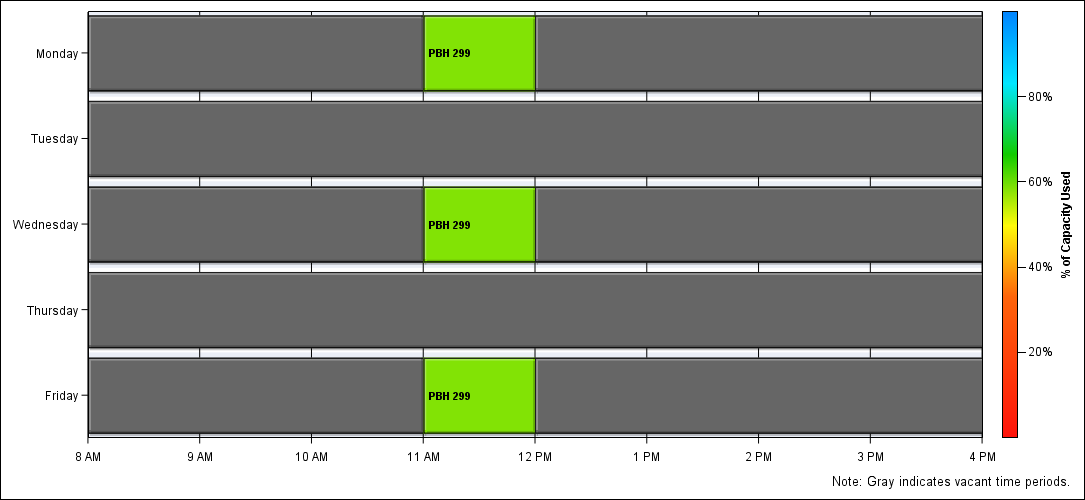 Monday
PBH 299
Tuesday
Wednesday
PBH 299
Thursday
Friday
PBH 299
8 AM 9 AM 10 AM 11 AM 12 PM 1 PM 2 PM 3 PM 4 PM
80%
60%
40%
20%
% of Capacity Used
Note: Gray indicates vacant time periods.